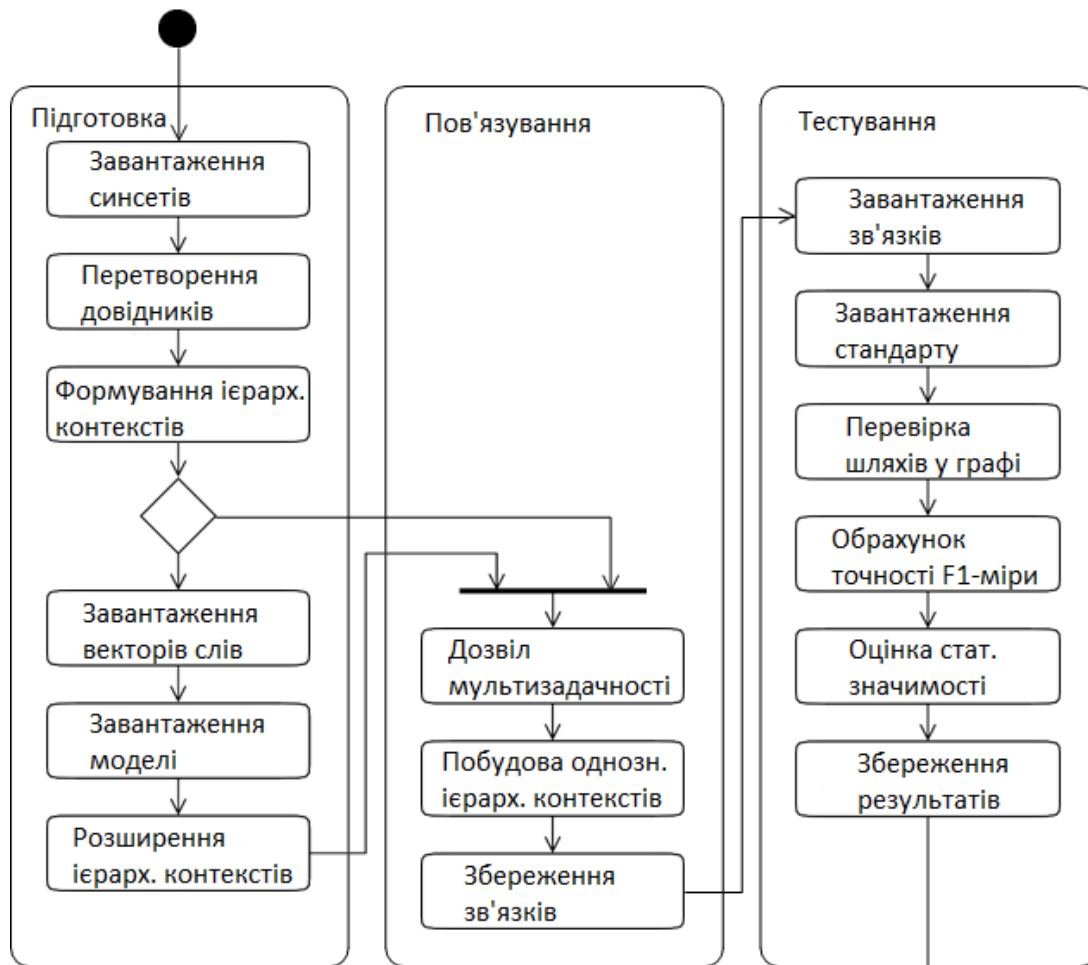 Підготовка
Завантаження
синсетів
Перетворення
довідників
Формування ієрарх.
контекстів
Завантаження
векторів слів
Завантаження
моделі
Розширення
ієрарх. контекстів
Пов'язування
Дозвіл
мультизадачності
Побудова однозн.
ієрарх. контекстів
Збереження
зв'язків
Тестування
Завантаження
зв'язків
Завантаження
стандарту
Перевірка
шляхів у графі
Обрахунок
точності F1-міри
Оцінка стат.
значимості
Збереження
результатів